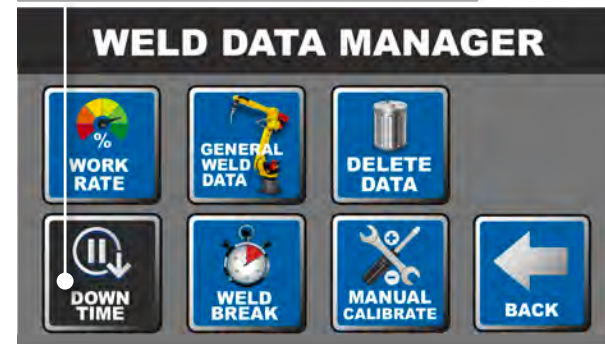 WELD DATA MANAGER
%
WORK
RATE
GENERAL
WELD
DATA
DELETE
DATA
DOWN
TIME
WELD
BREAK
MANUAL
CALIBRATE
BACK